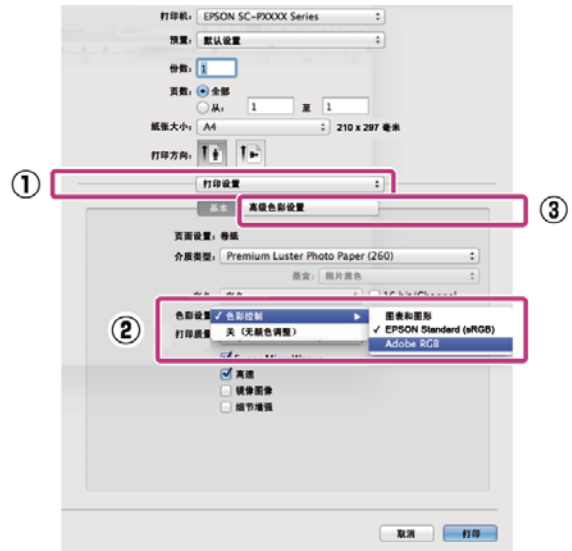 打印机: EPSON SC-PXXXX Series
预置: 默认设置
份数: 1
页数: 全部
从: 1 至 1
纸张大小: A4 210 x 297 毫米
打印方向:
① 打印设置
基本 高级色彩设置 ③
页面设置: 卷纸
介质类型: Premium Luster Photo Paper (260)
墨盒: 照片黑色
16 bit/Channel
② 色彩设置 ✓ 色彩控制 图表和图形
✓ EPSON Standard (sRGB)
打印质量 关 (无颜色调整) Adobe RGB
高速
镜像图像
细节增强
取消 打印